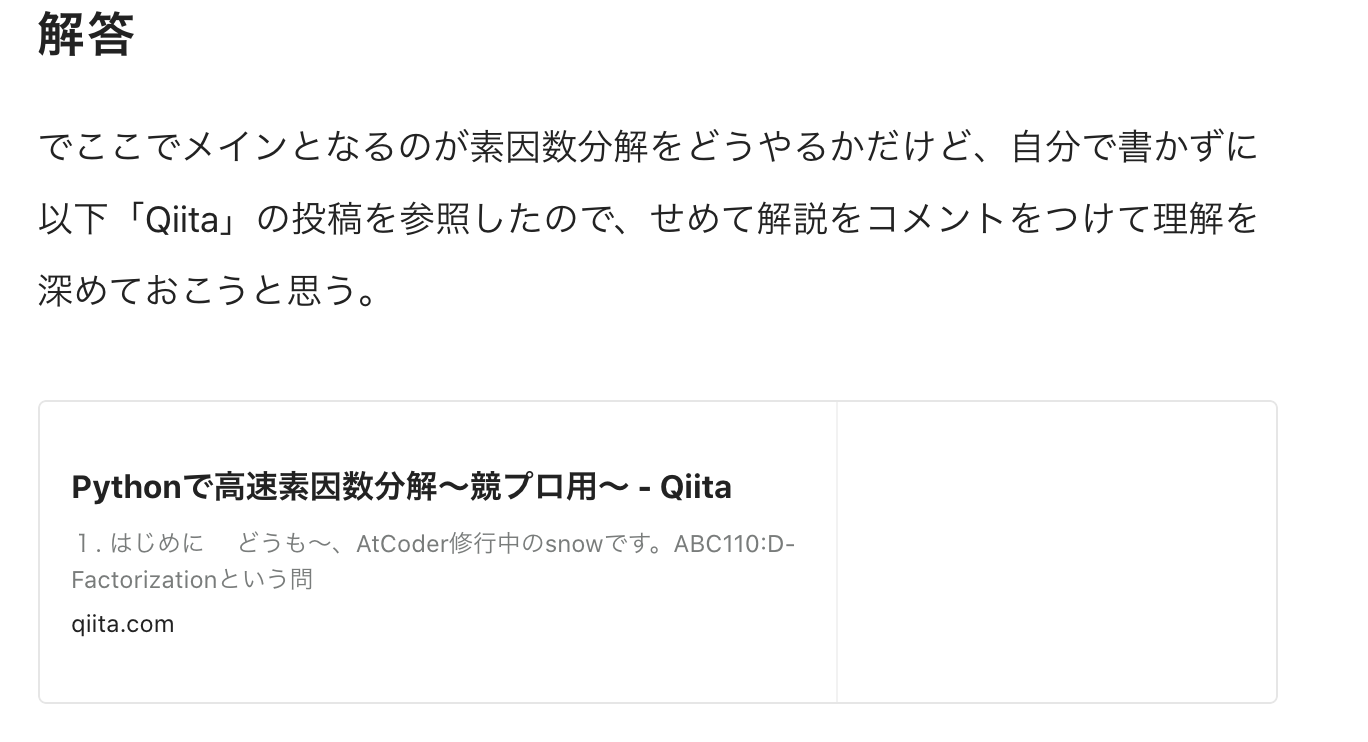 解答
でここでメインとなるのが素因数分解をどうやるかだけど、自分で書かずに
以下「Qiita」の投稿を参照したので、せめて解説をコメントをつけて理解を
深めておこうと思う。
Pythonで高速素因数分解〜競プロ用〜 - Qiita
１. はじめに　どうも〜、AtCoder修行中のsnowです。ABC110:D-
Factorizationという問
qiita.com